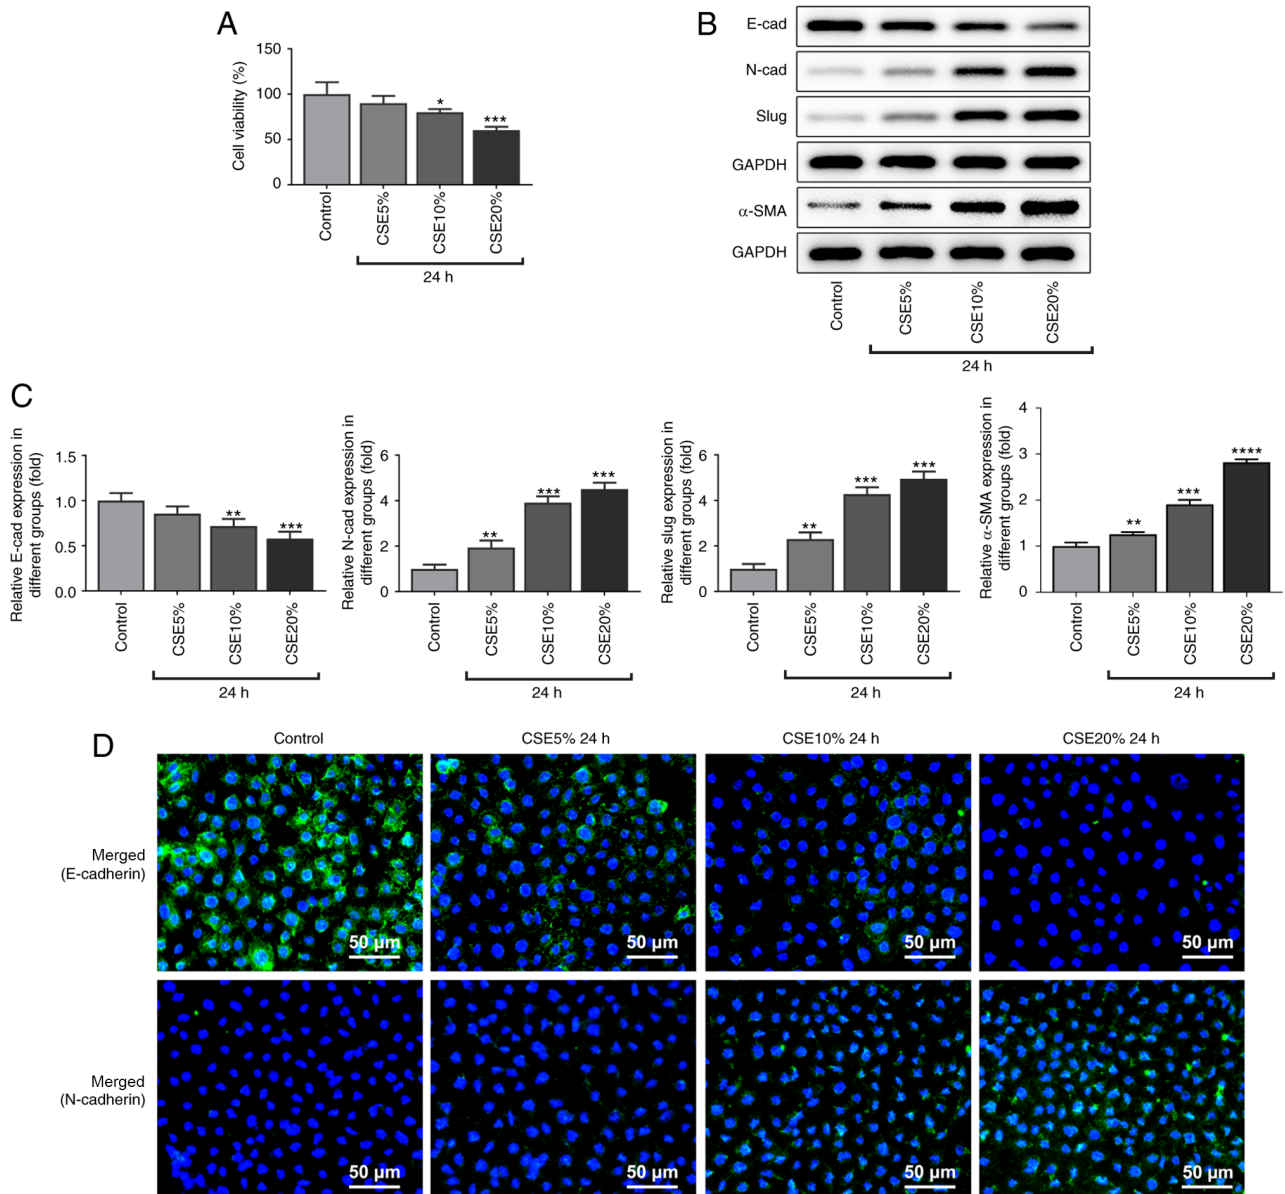 A
Cell viability (%)
150
100
50
0
*
***
Control
CSE5%
CSE10%
CSE20%
24 h
B
E-cad
N-cad
Slug
GAPDH
α-SMA
GAPDH
Control
CSE5%
CSE10%
CSE20%
24 h
C
Relative E-cad expression in
different groups (fold)
1.5
1.0
0.5
0.0
**
***
Control
CSE5%
CSE10%
CSE20%
24 h
Relative N-cad expression in
different groups (fold)
6
4
2
0
**
***
***
Control
CSE5%
CSE10%
CSE20%
24 h
Relative slug expression in
different groups (fold)
6
4
2
0
**
***
***
Control
CSE5%
CSE10%
CSE20%
24 h
Relative α-SMA expression in
different groups (fold)
4
3
2
1
0
**
***
****
Control
CSE5%
CSE10%
CSE20%
24 h
D
Control
CSE5% 24 h
CSE10% 24 h
CSE20% 24 h
Merged
(E-cadherin)
50 µm
50 µm
50 µm
50 µm
Merged
(N-cadherin)
50 µm
50 µm
50 µm
50 µm